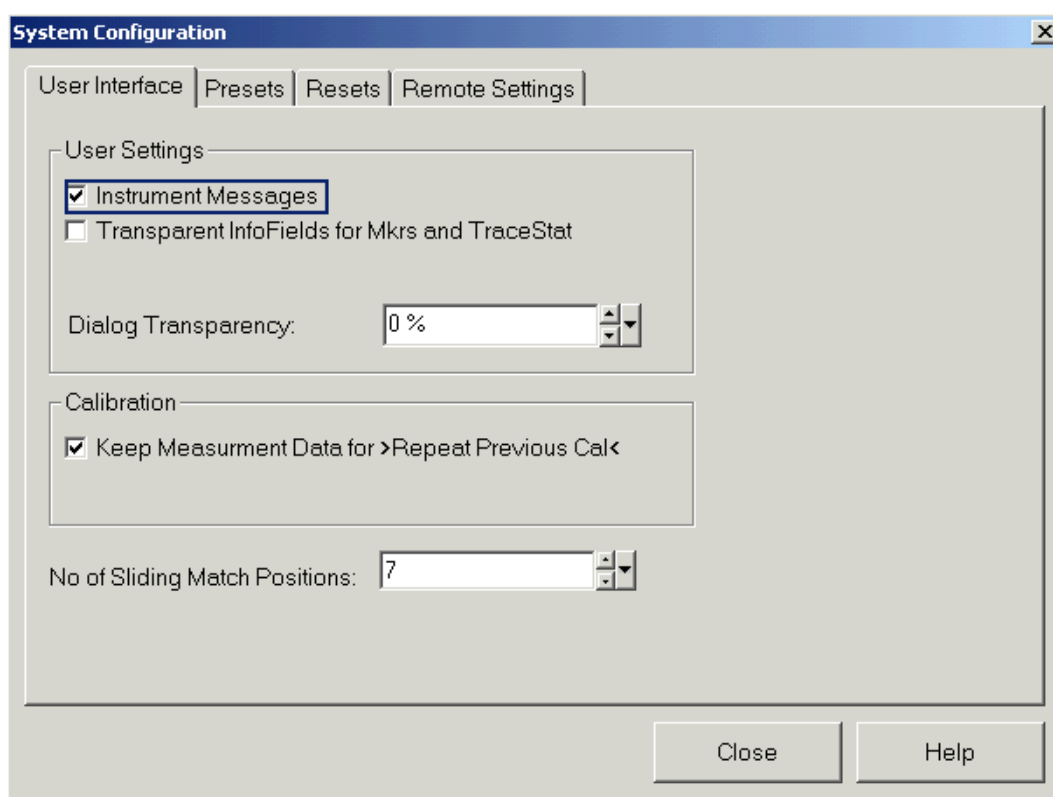 System Configuration
User Interface
Presets
Resets
Remote Settings
User Settings
Instrument Messages
Transparent InfoFields for Mkrs and TraceStat
Dialog Transparency:
0 %
Calibration
Keep Measurment Data for >Repeat Previous Cal<
No of Sliding Match Positions:
7
Close
Help